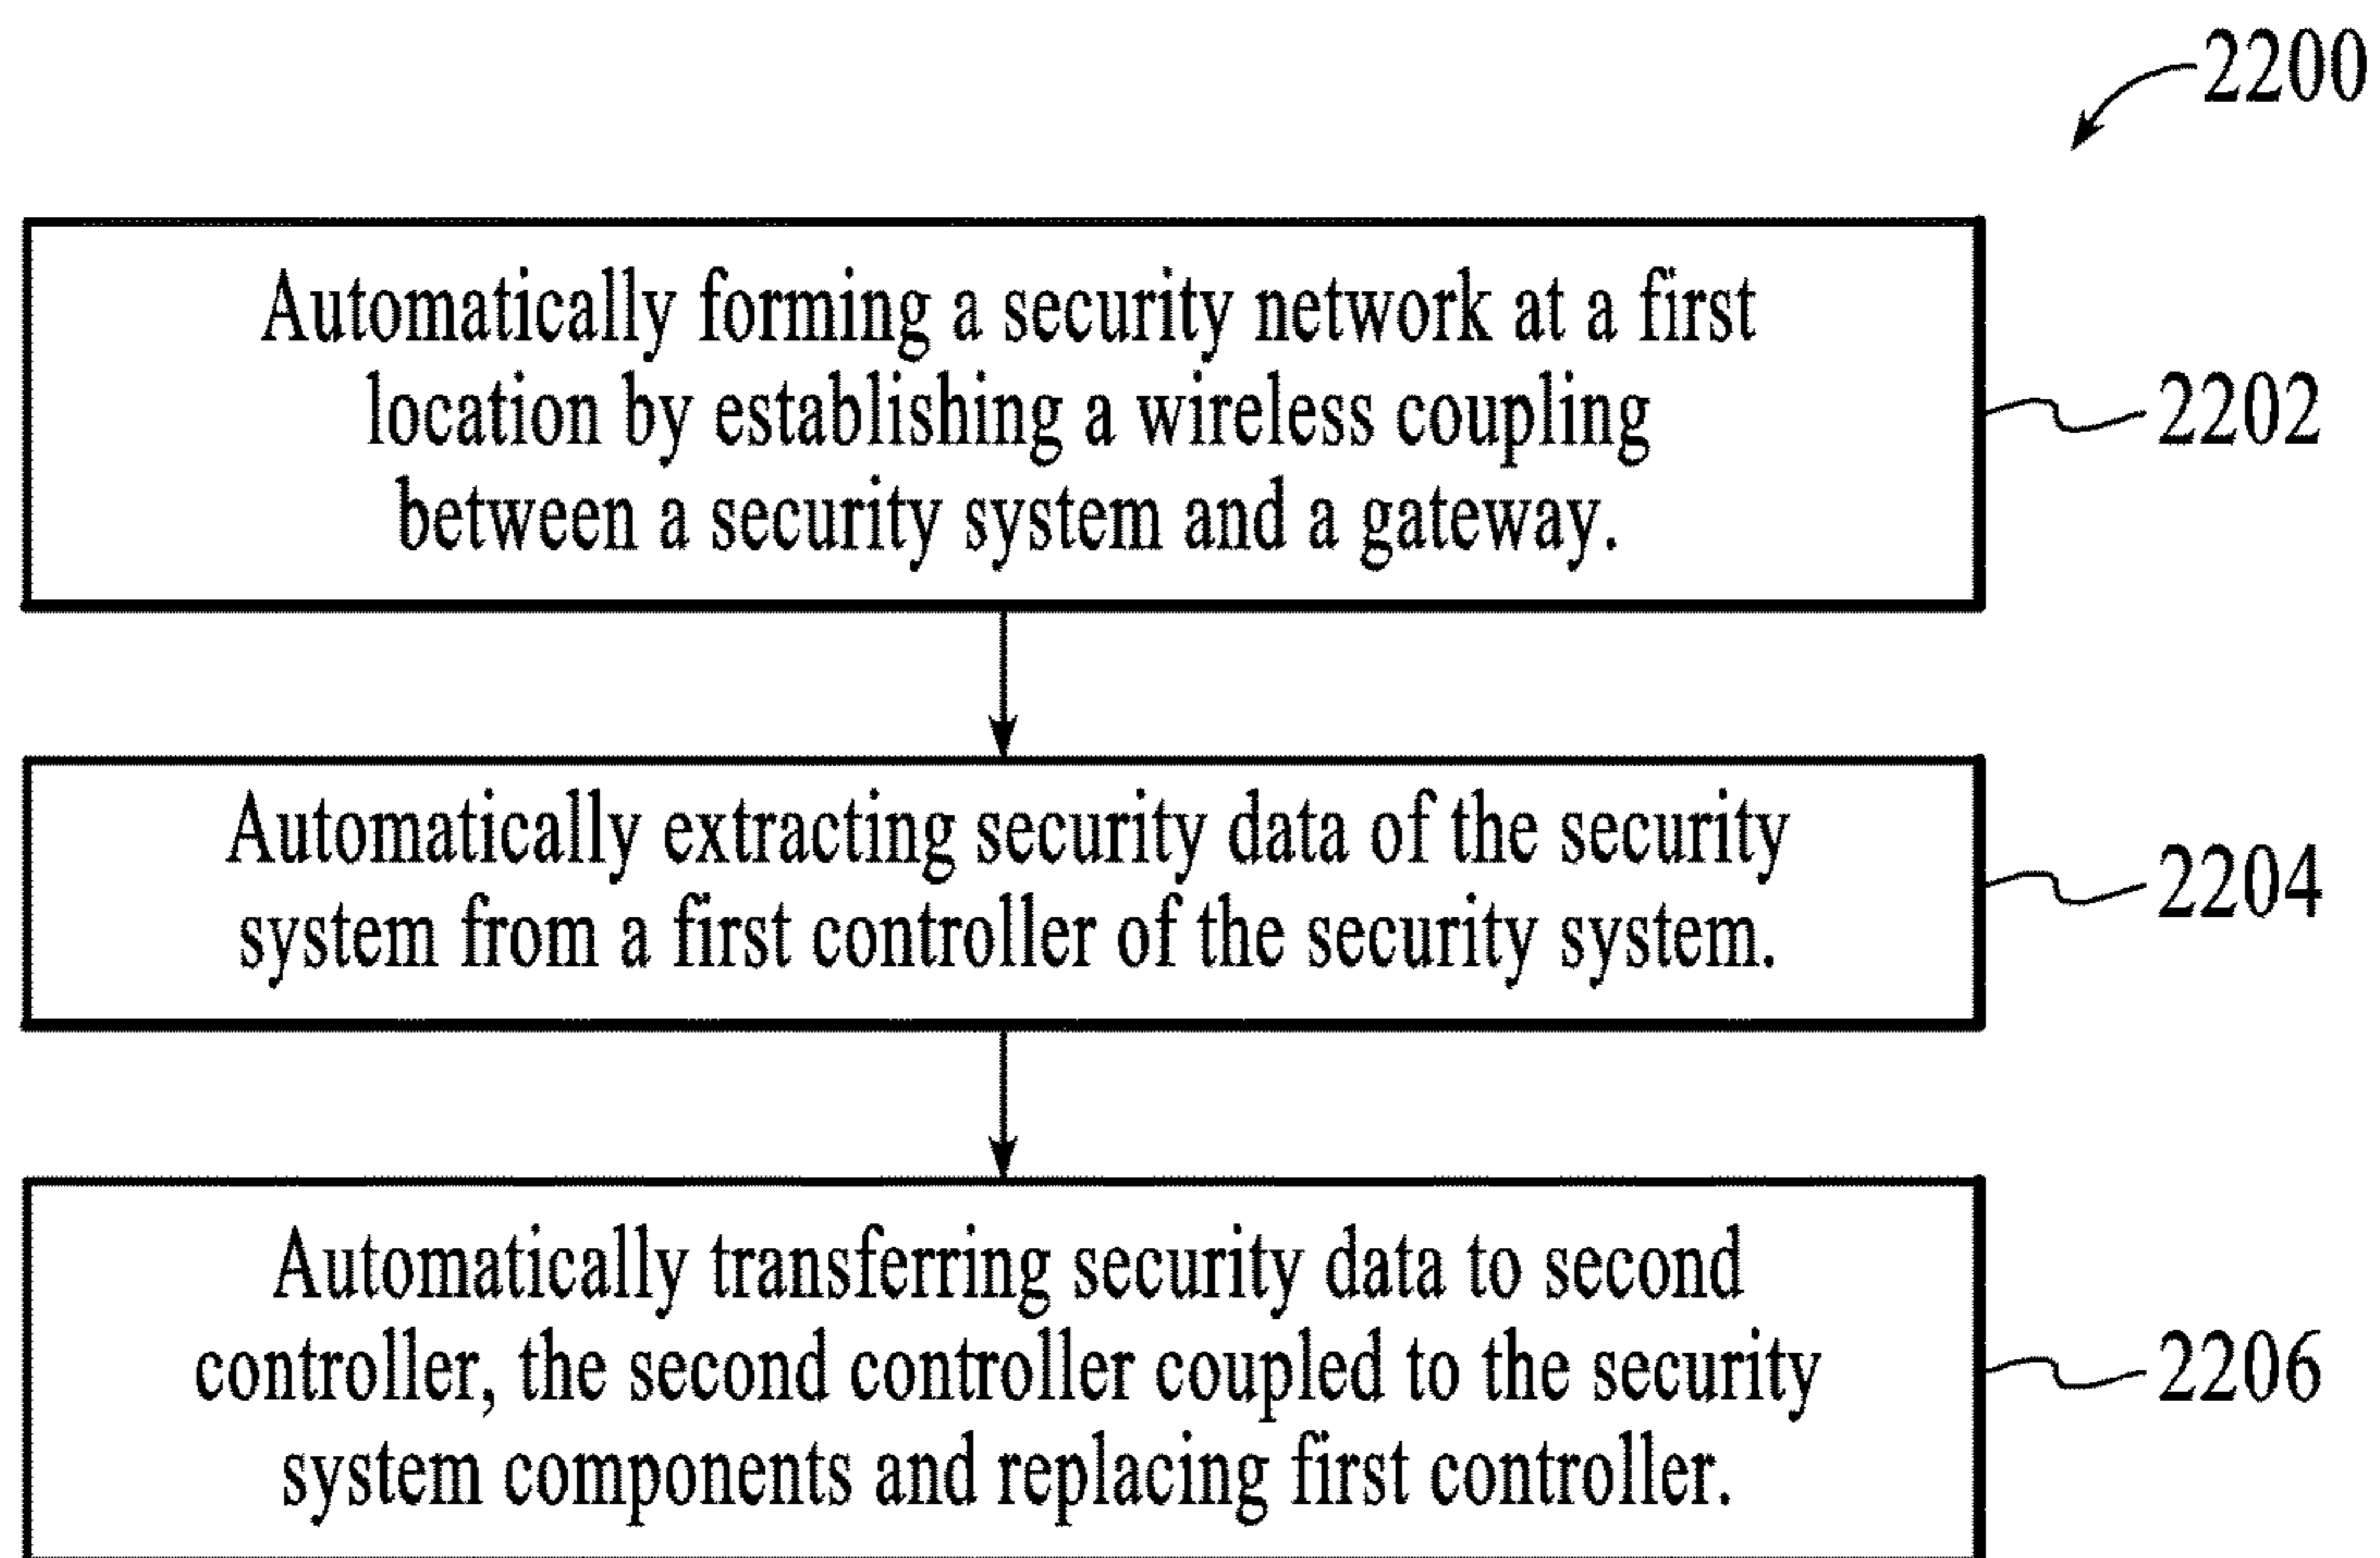 2200
Automatically forming a security network at a first
location by establishing a wireless coupling
between a security system and a gateway.
2202
Automatically extracting security data of the security
system from a first controller of the security system.
2204
Automatically transferring security data to second
controller, the second controller coupled to the security
system components and replacing first controller.
2206